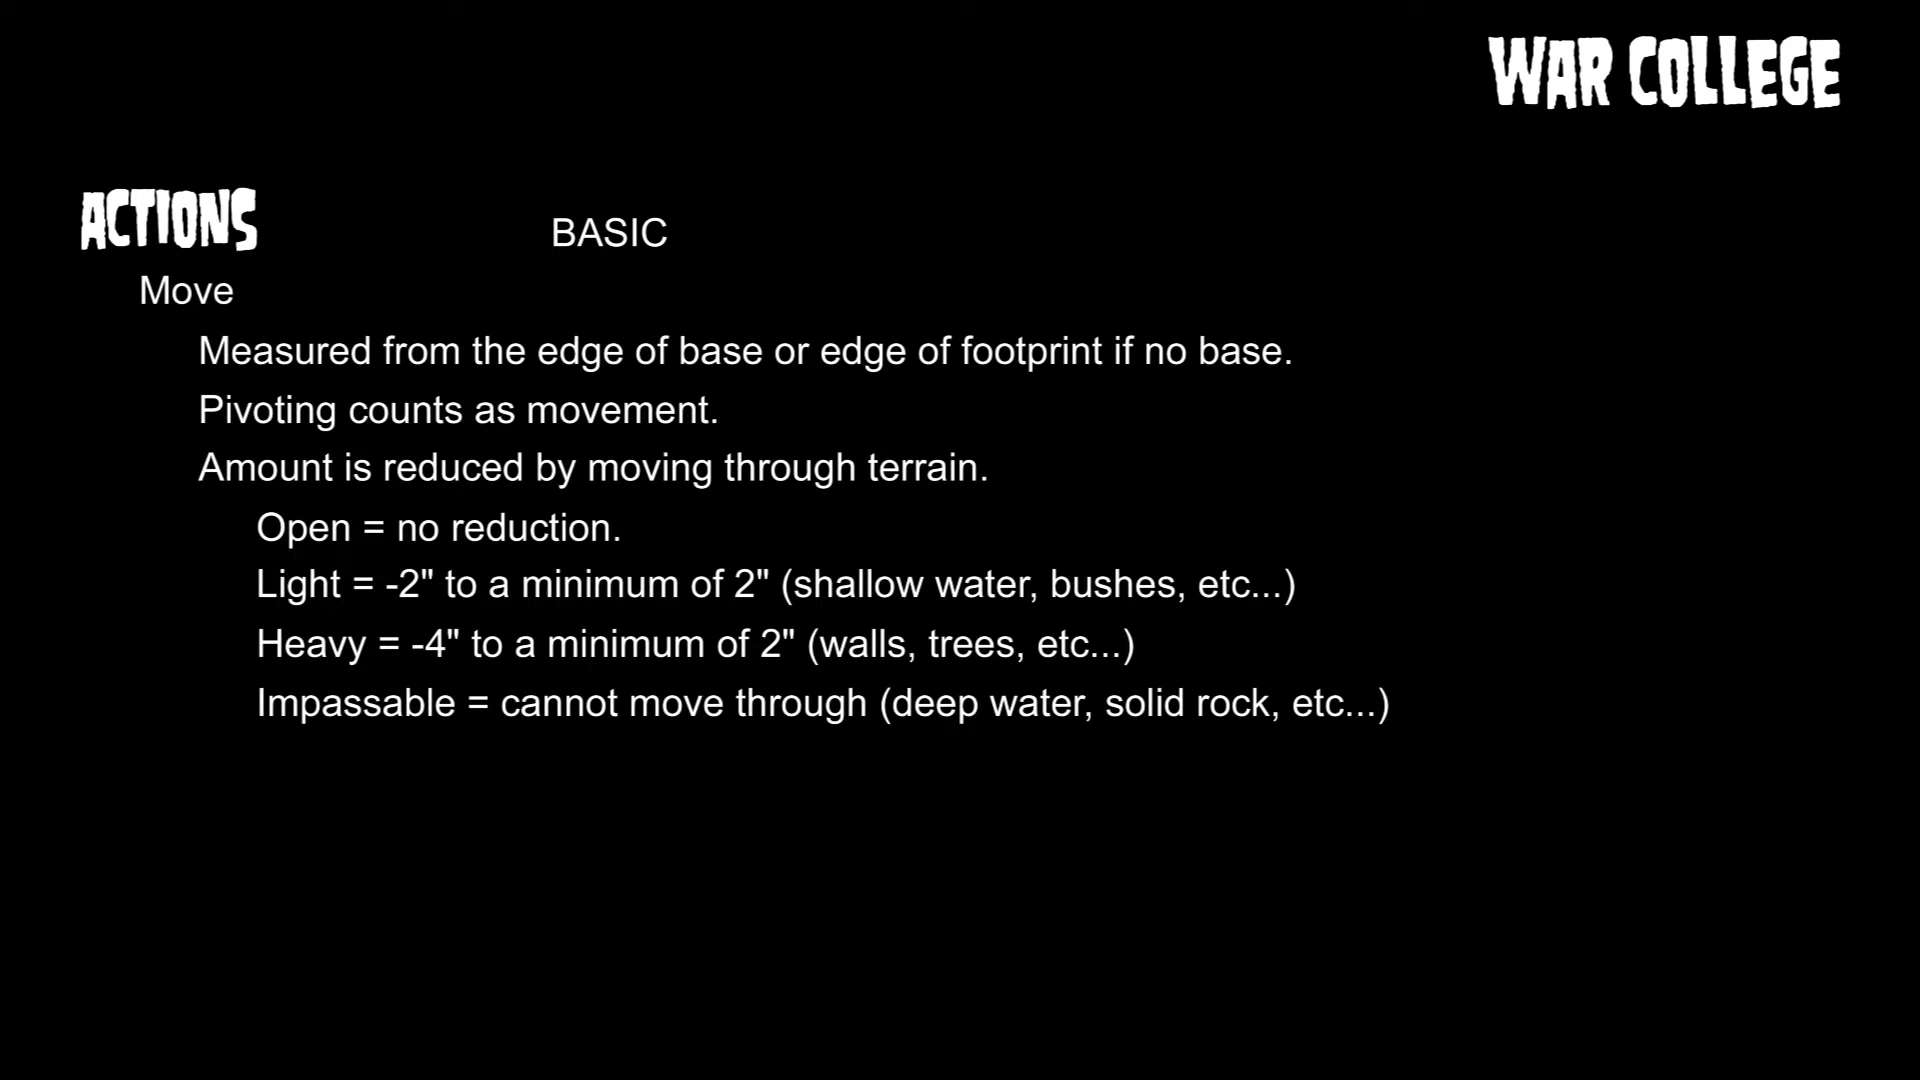 WAR COLLEGE
ACTIONS
BASIC
Move
Measured from the edge of base or edge of footprint if no base.
Pivoting counts as movement.
Amount is reduced by moving through terrain.
Open = no reduction.
Light = -2" to a minimum of 2" (shallow water, bushes, etc...)
Heavy = -4" to a minimum of 2" (walls, trees, etc...)
Impassable = cannot move through (deep water, solid rock, etc...)